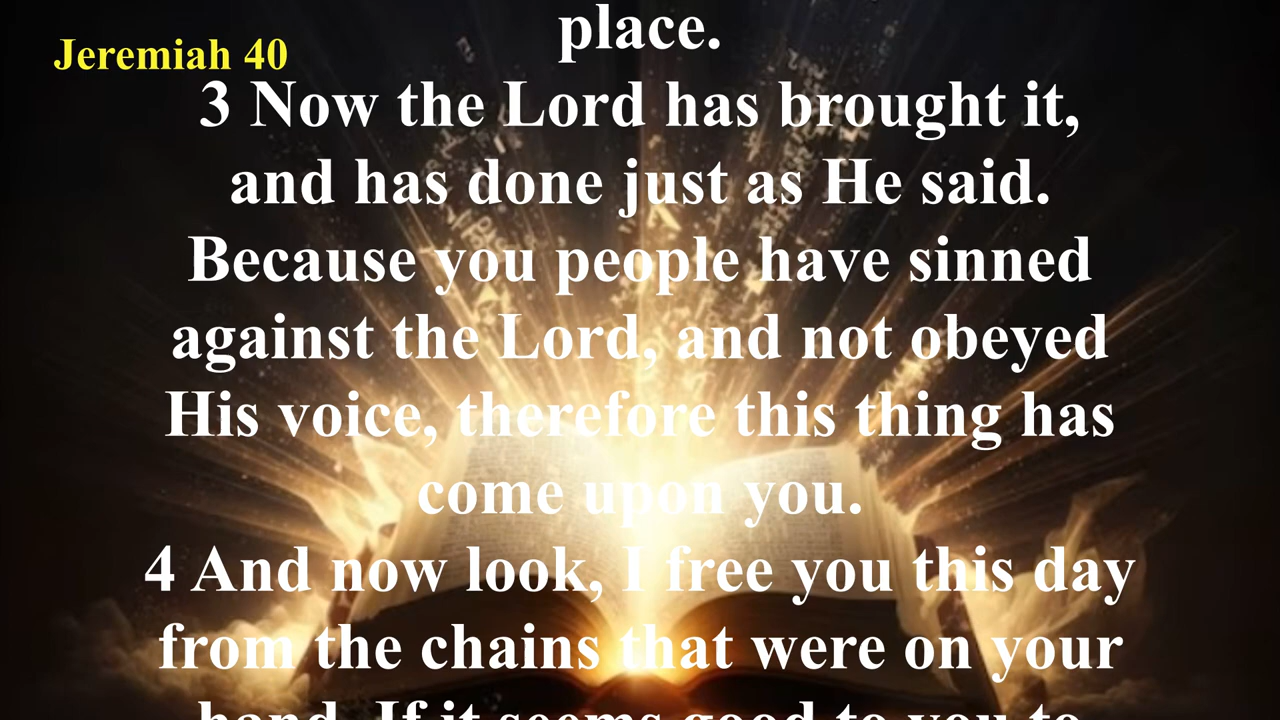 place.
Jeremiah 40
3 Now the Lord has brought it,
and has done just as He said.
Because you people have sinned
against the Lord, and not obeyed
His voice, therefore this thing has
come upon you.
4 And now look, I free you this day
from the chains that were on your
hand. If it seems good to you to